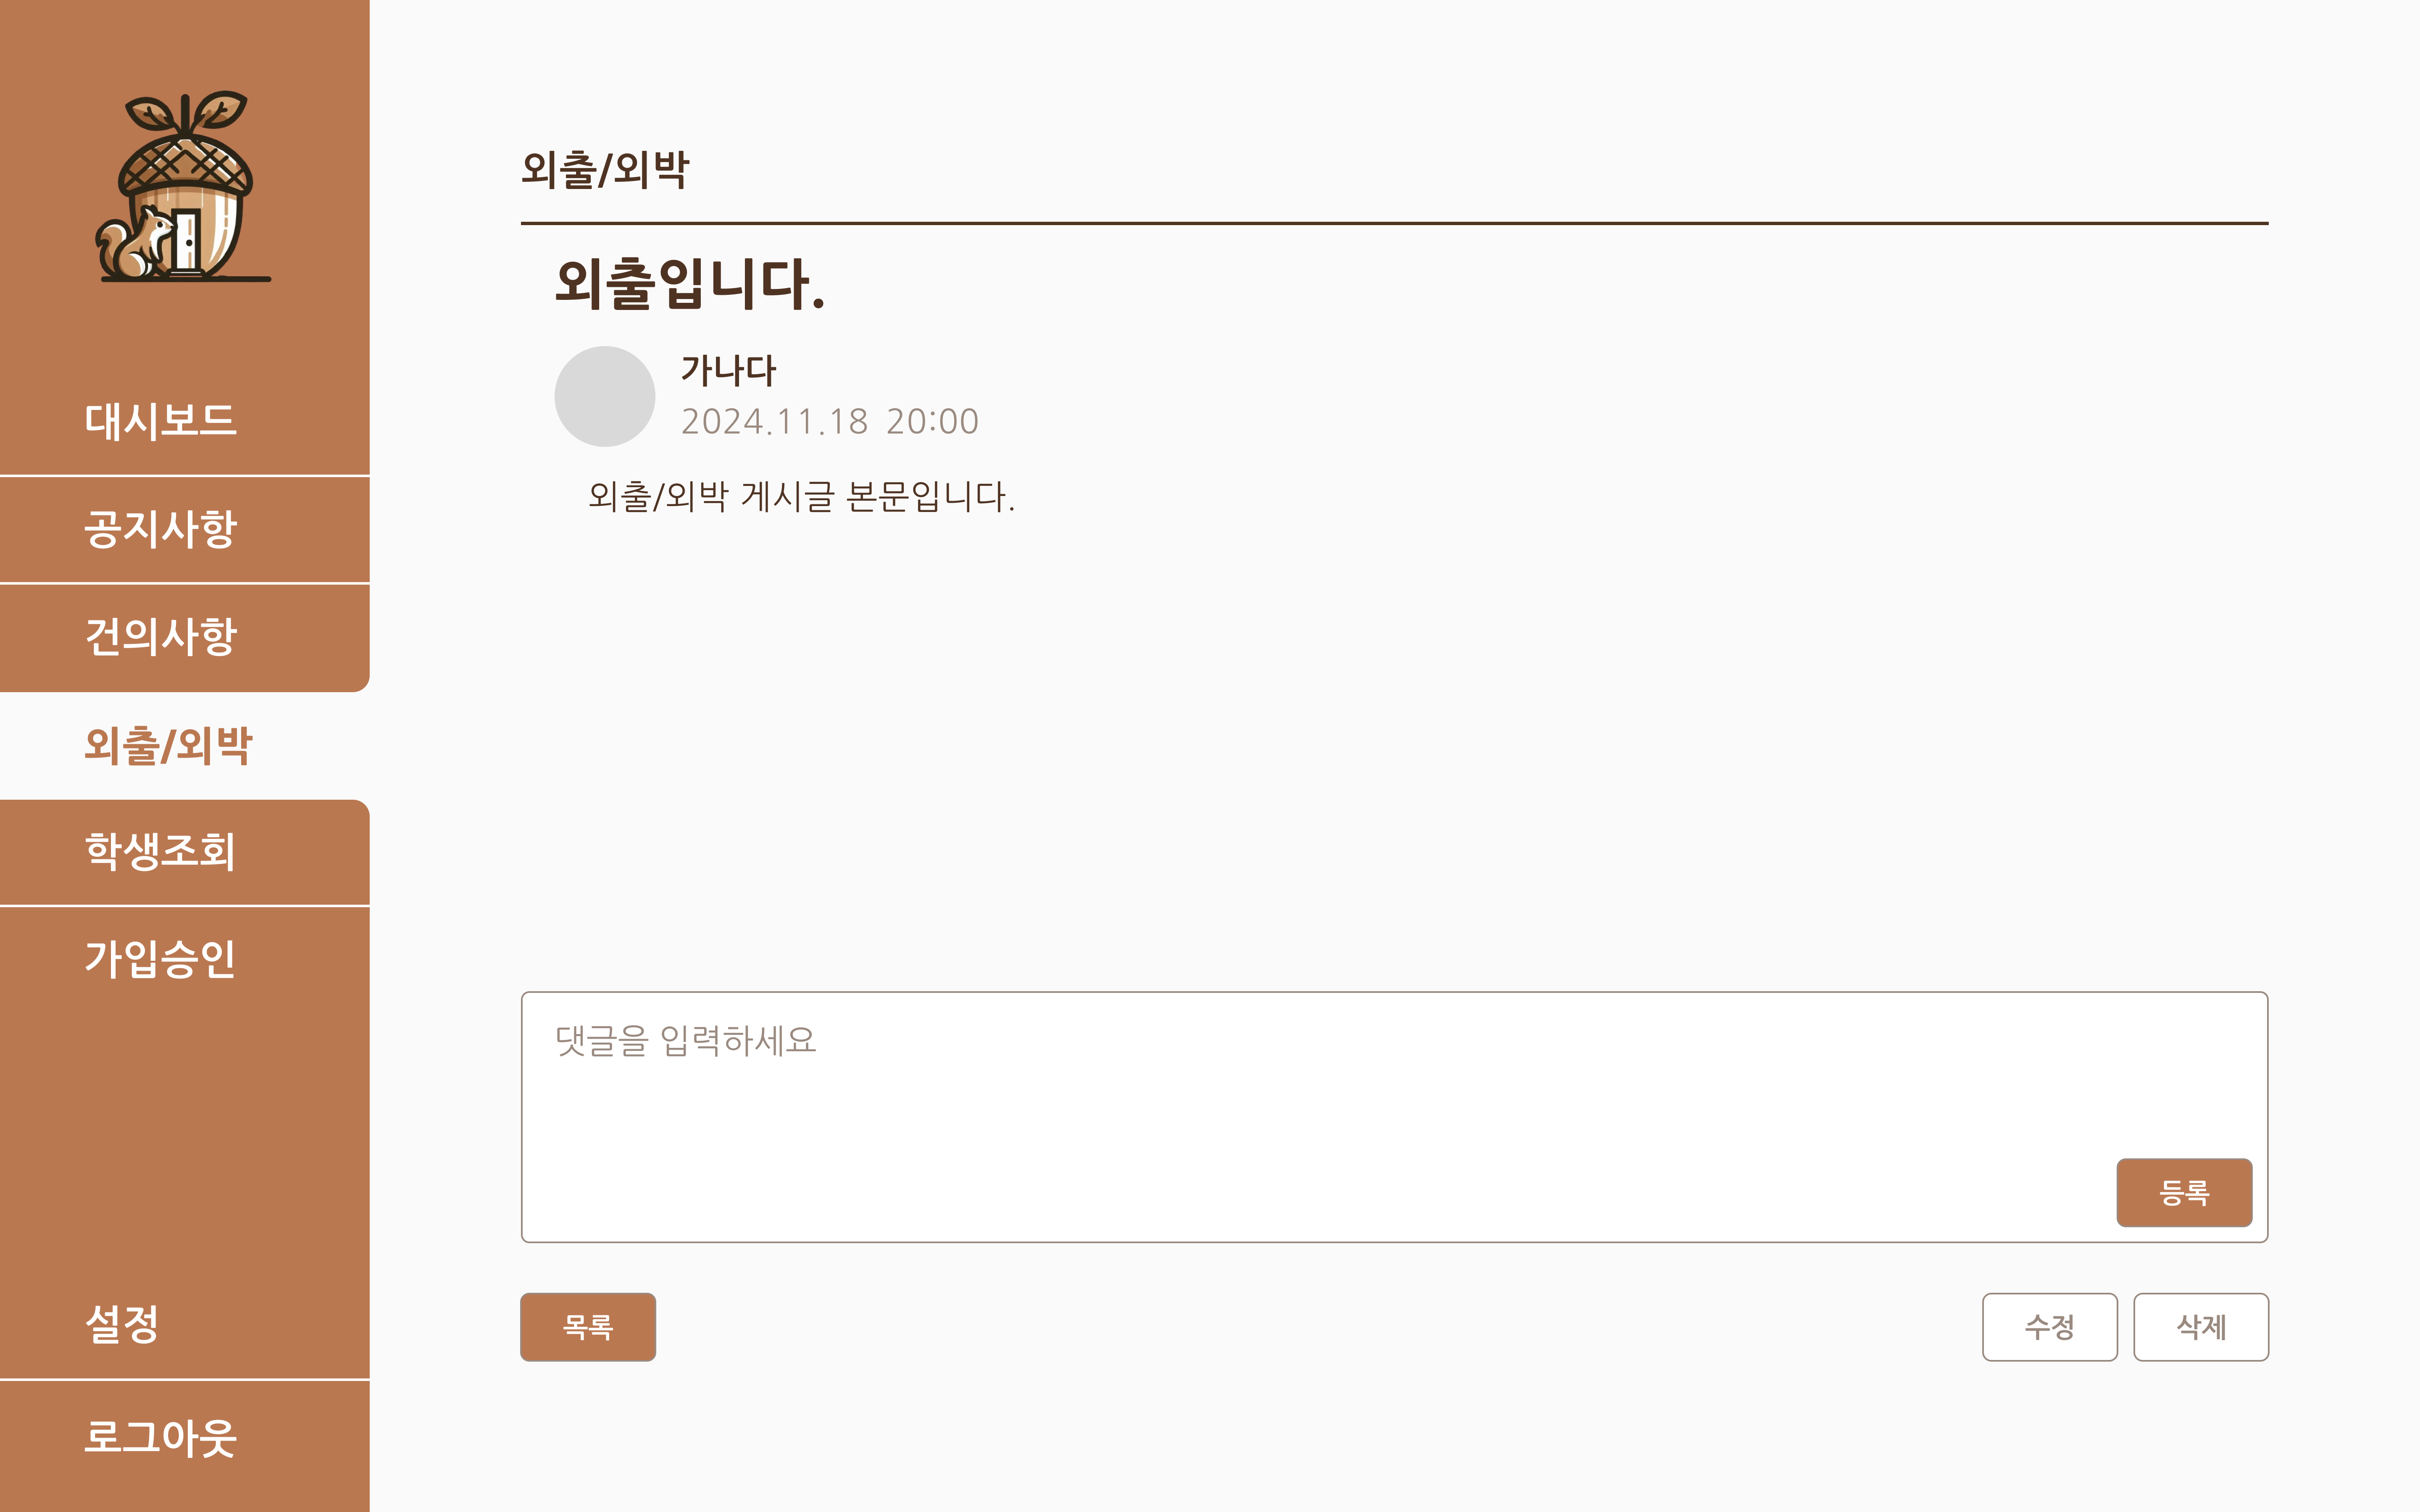 대시보드
공지사항
건의사항
외출/외박
학생조회
가입승인
설정
로그아웃
외출/외박
외출입니다.
가나다
2024.11.18 20:00
외출/외박 게시글 본문입니다.
댓글을 입력하세요
등록
목록
수정
삭제